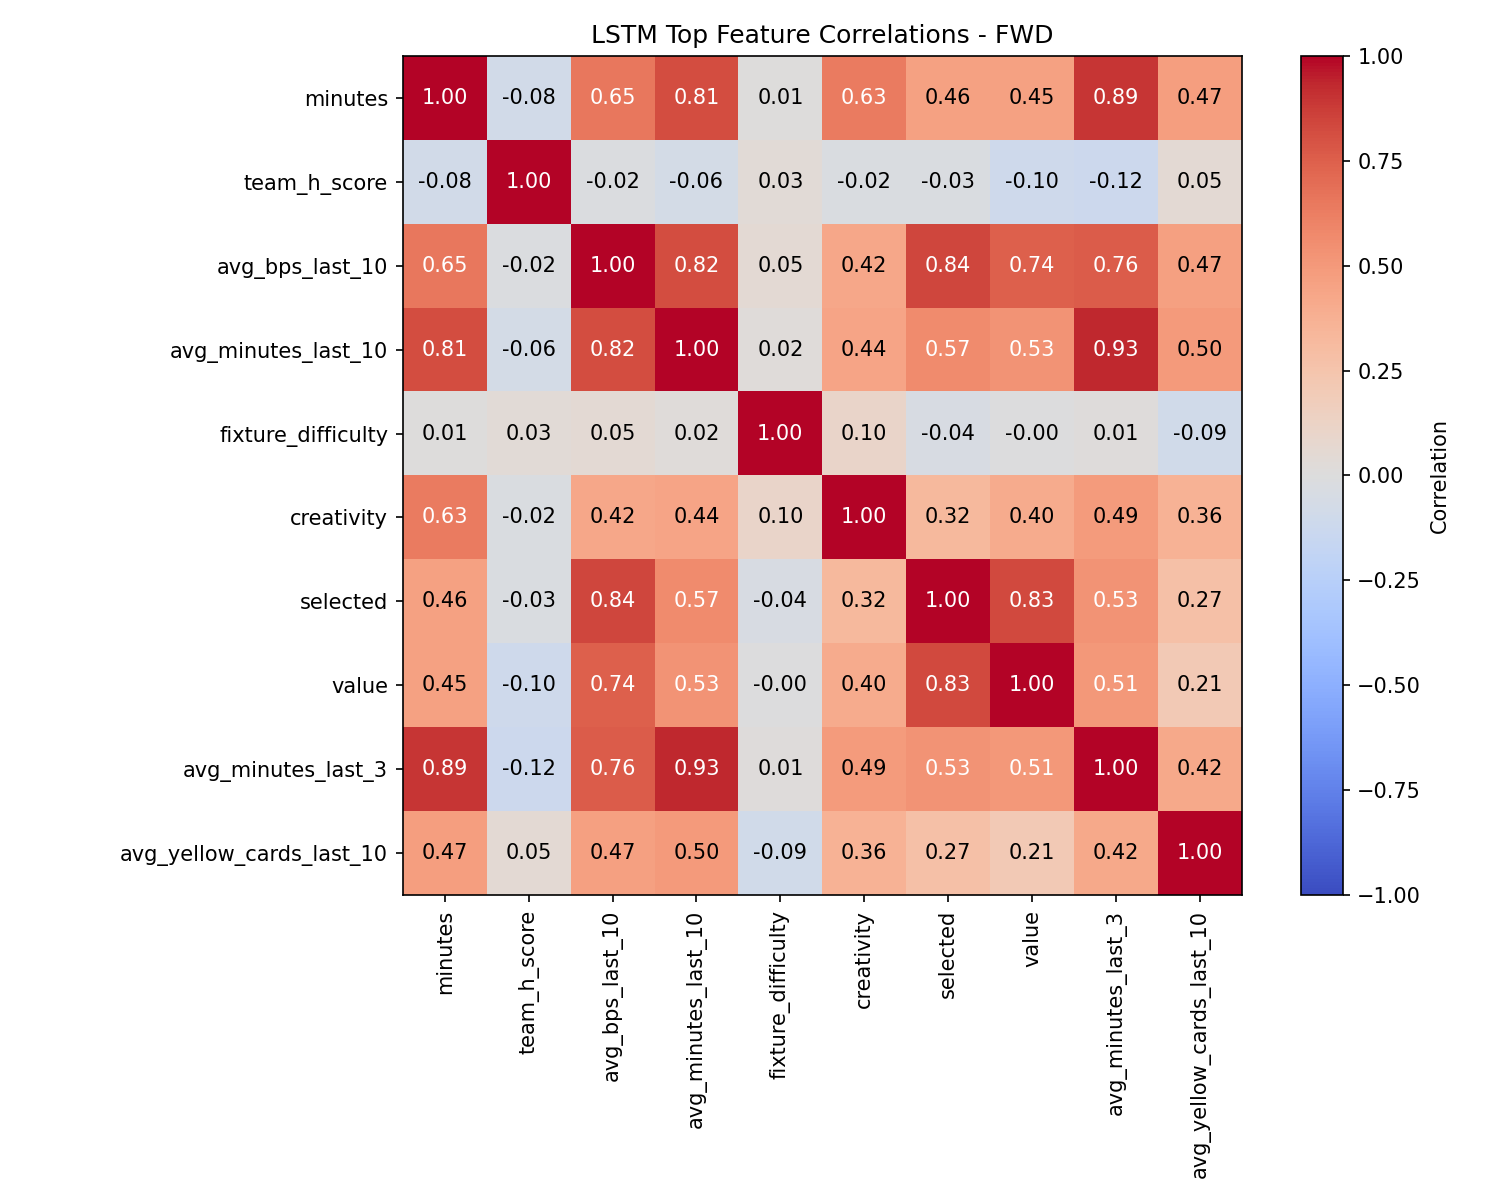 LSTM Top Feature Correlations - FWD
minutes 1.00 -0.08 0.65 0.81 0.01 0.63 0.46 0.45 0.89 0.47
team_h_score -0.08 1.00 -0.02 -0.06 0.03 -0.02 -0.03 -0.10 -0.12 0.05
avg_bps_last_10 0.65 -0.02 1.00 0.82 0.05 0.42 0.84 0.74 0.76 0.47
avg_minutes_last_10 0.81 -0.06 0.82 1.00 0.02 0.44 0.57 0.53 0.93 0.50
fixture_difficulty 0.01 0.03 0.05 0.02 1.00 0.10 -0.04 -0.00 0.01 -0.09
creativity 0.63 -0.02 0.42 0.44 0.10 1.00 0.32 0.40 0.49 0.36
selected 0.46 -0.03 0.84 0.57 -0.04 0.32 1.00 0.83 0.53 0.27
value 0.45 -0.10 0.74 0.53 -0.00 0.40 0.83 1.00 0.51 0.21
avg_minutes_last_3 0.89 -0.12 0.76 0.93 0.01 0.49 0.53 0.51 1.00 0.42
avg_yellow_cards_last_10 0.47 0.05 0.47 0.50 -0.09 0.36 0.27 0.21 0.42 1.00
minutes
team_h_score
avg_bps_last_10
avg_minutes_last_10
fixture_difficulty
creativity
selected
value
avg_minutes_last_3
avg_yellow_cards_last_10
1.00
0.75
0.50
0.25
0.00
−0.25
−0.50
−0.75
−1.00
Correlation